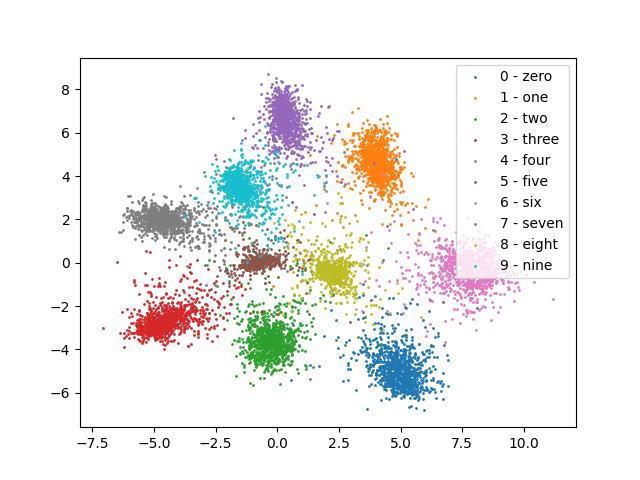 8
6
4
2
0
−2
−4
−6
−7.5 −5.0 −2.5 0.0 2.5 5.0 7.5 10.0
0 - zero
1 - one
2 - two
3 - three
4 - four
5 - five
6 - six
7 - seven
8 - eight
9 - nine